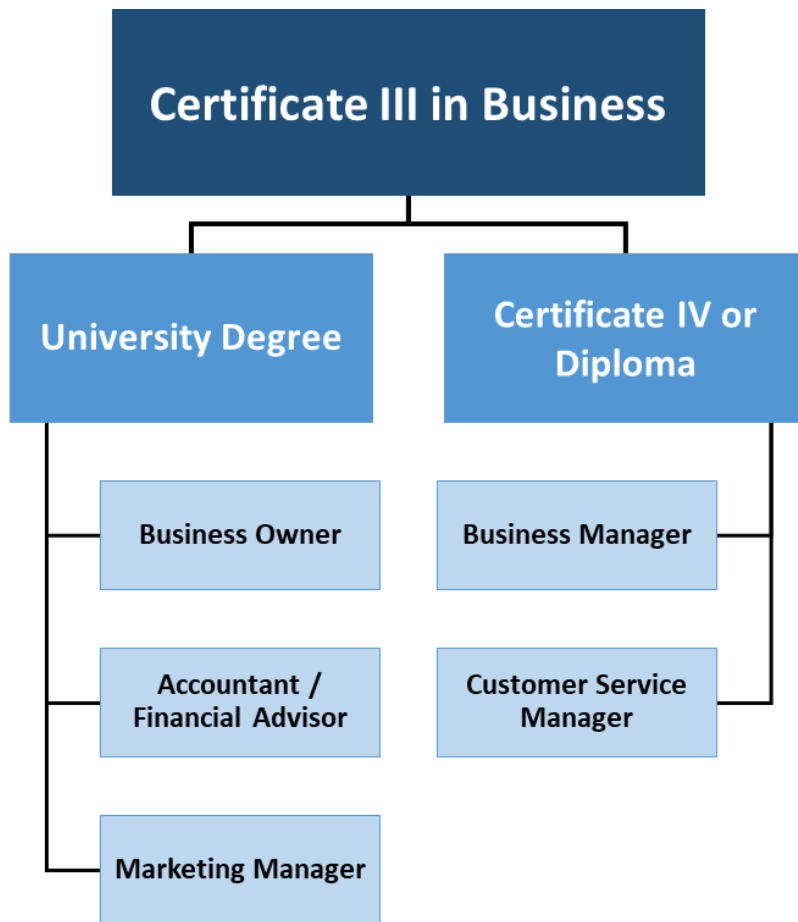 Certificate III in Business
University Degree
Certificate IV or
Diploma
Business Owner
Accountant /
Financial Advisor
Marketing Manager
Business Manager
Customer Service
Manager